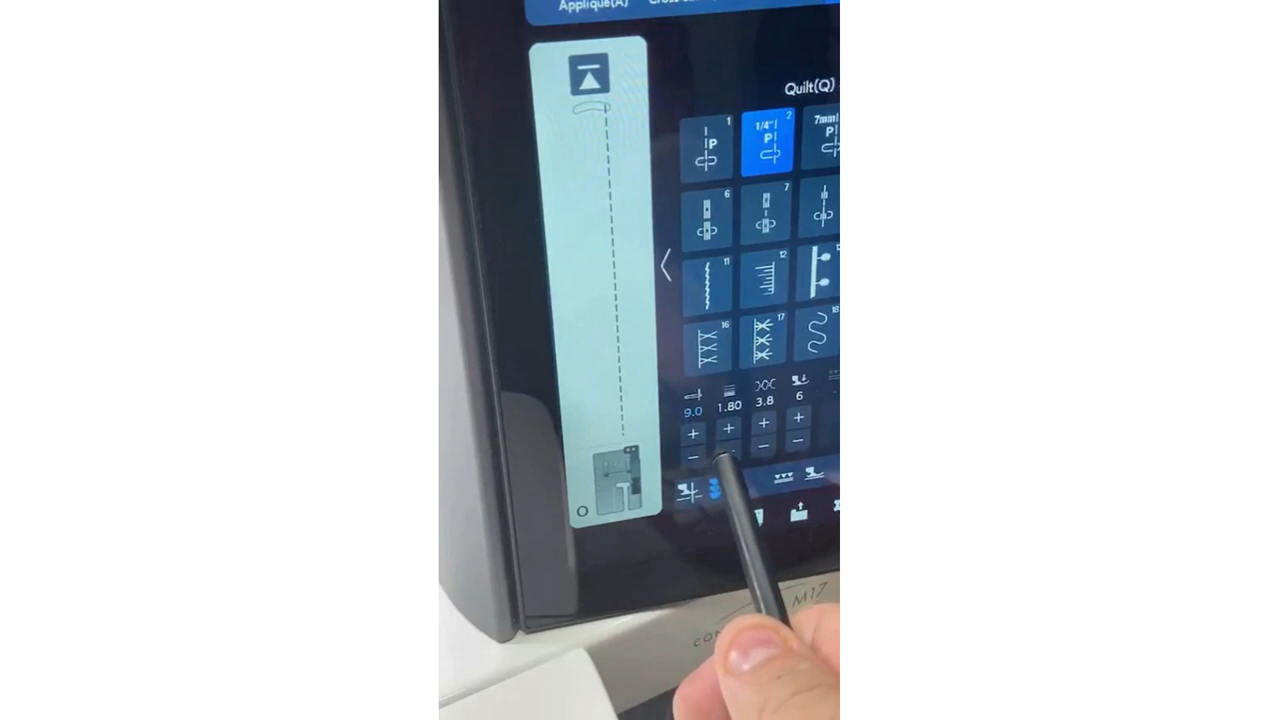 Appliqué(A)
Quilt(Q)
1 P
2 1/4" P
7mm P
6
7
11
12
16
17
18
9.0 1.80 3.8 6
+ + + +
− − −
O
M17